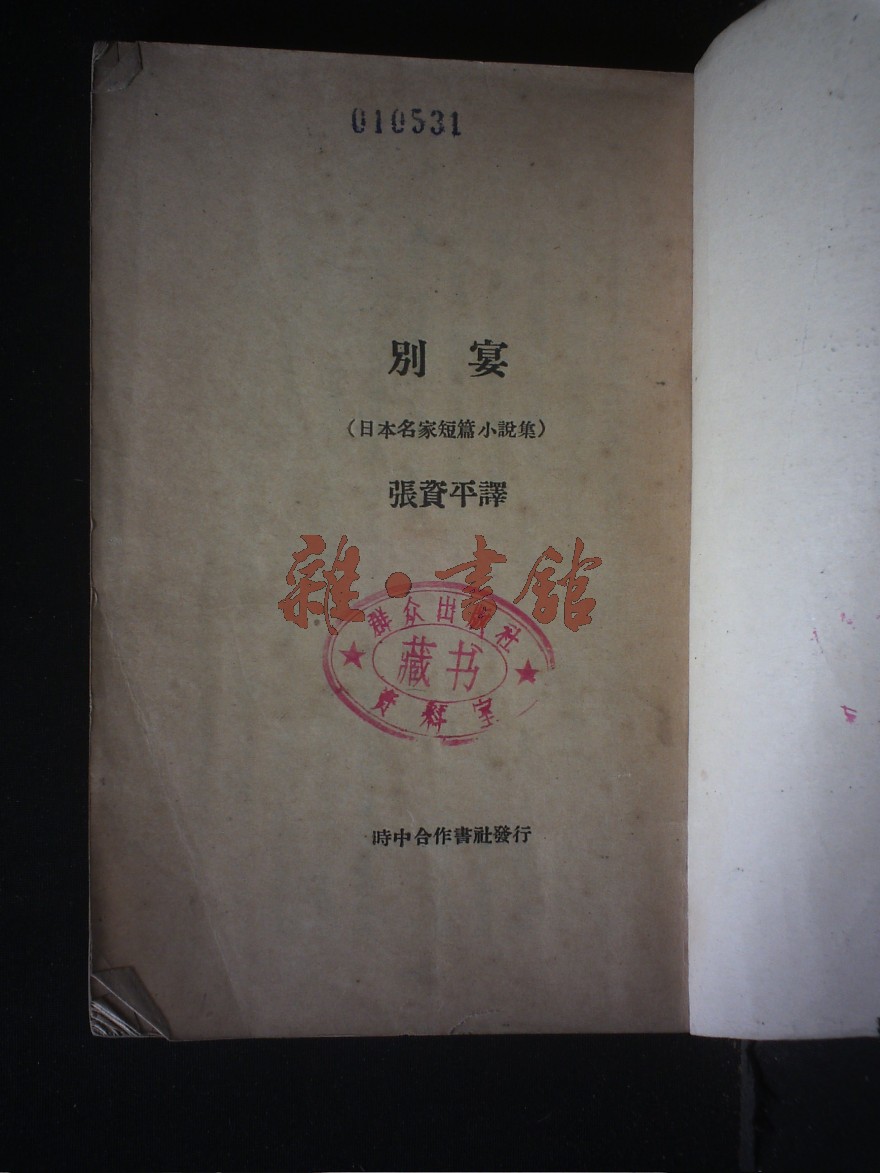 010531
別宴
(日本名家短篇小說集)
張資平譯
雜·書館
群众出版社
藏书
资料室
時中合作書社發行